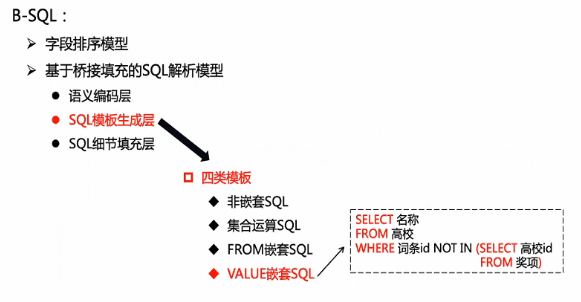 B-SQL：
字段排序模型
基于桥接填充的SQL解析模型
语义编码层
SQL模板生成层
SQL细节填充层
四类模板
非嵌套SQL
集合运算SQL
FROM嵌套SQL
VALUE嵌套SQL
SELECT 名称
FROM 高校
WHERE 词条id NOT IN (SELECT 高校id
FROM 奖项)